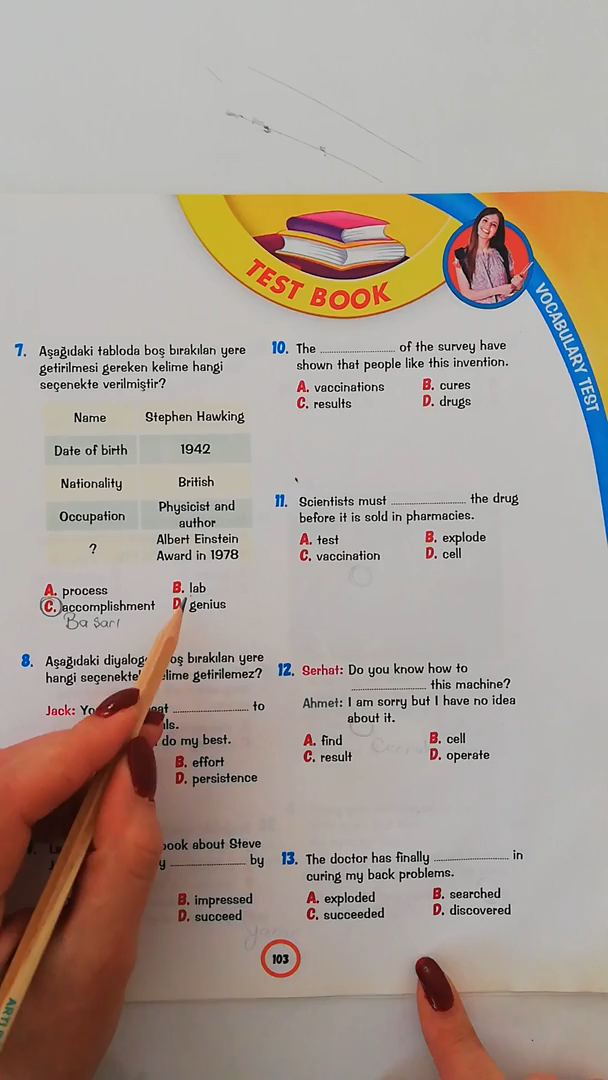 TEST BOOK
VOCABULARY TEST
7. Aşağıdaki tabloda boş bırakılan yere
getirilmesi gereken kelime hangi
seçenekte verilmiştir?
Name Stephen Hawking
Date of birth 1942
Nationality British
Occupation Physicist and
author
? Albert Einstein
Award in 1978
A. process B. lab
C. accomplishment D. genius
Başarı
8. Aşağıdaki boş bırakılan yere
hangi getirilemez?
Jack: to
do my best.
B. effort
D. persistence
book about Steve
by
B. impressed
D. succeed
10. The .......... of the survey have
shown that people like this invention.
A. vaccinations B. cures
C. results D. drugs
11. Scientists must .......... the drug
before it is sold in pharmacies.
A. test B. explode
C. vaccination D. cell
12. Serhat: Do you know how to
.......... this machine?
Ahmet: I am sorry but I have no idea
about it.
A. find B. cell
C. result D. operate
13. The doctor has finally .......... in
curing my back problems.
A. exploded B. searched
C. succeeded D. discovered
103